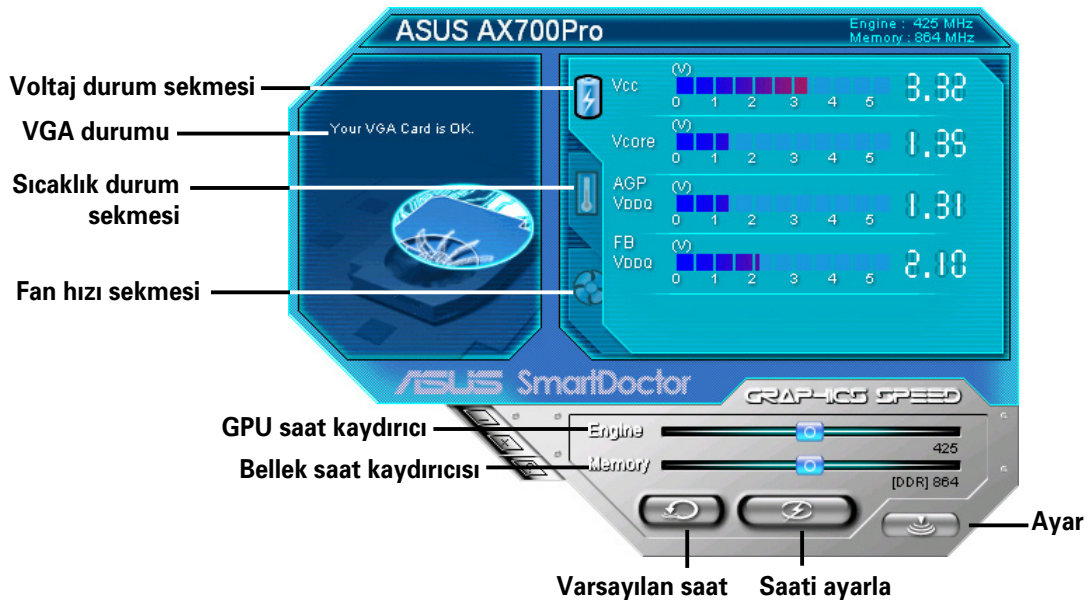 ASUS AX700Pro
Engine : 425 MHz
Memory : 864 MHz
Voltaj durum sekmesi
VGA durumu
Sıcaklık durum
sekmesi
Fan hızı sekmesi
Your VGA Card is OK.
Vcc
(V)
0 1 2 3 4 5
3.32
Vcore
(V)
0 1 2 3 4 5
1.35
AGP
VDDQ
(V)
0 1 2 3 4 5
1.31
FB
VDDQ
(V)
0 1 2 3 4 5
2.10
ASUS SmartDoctor
GRAPHICS SPEED
GPU saat kaydırıcı
Engine
425
Bellek saat kaydırıcısı
Memory
[DDR] 864
Ayar
Varsayılan saat
Saati ayarla